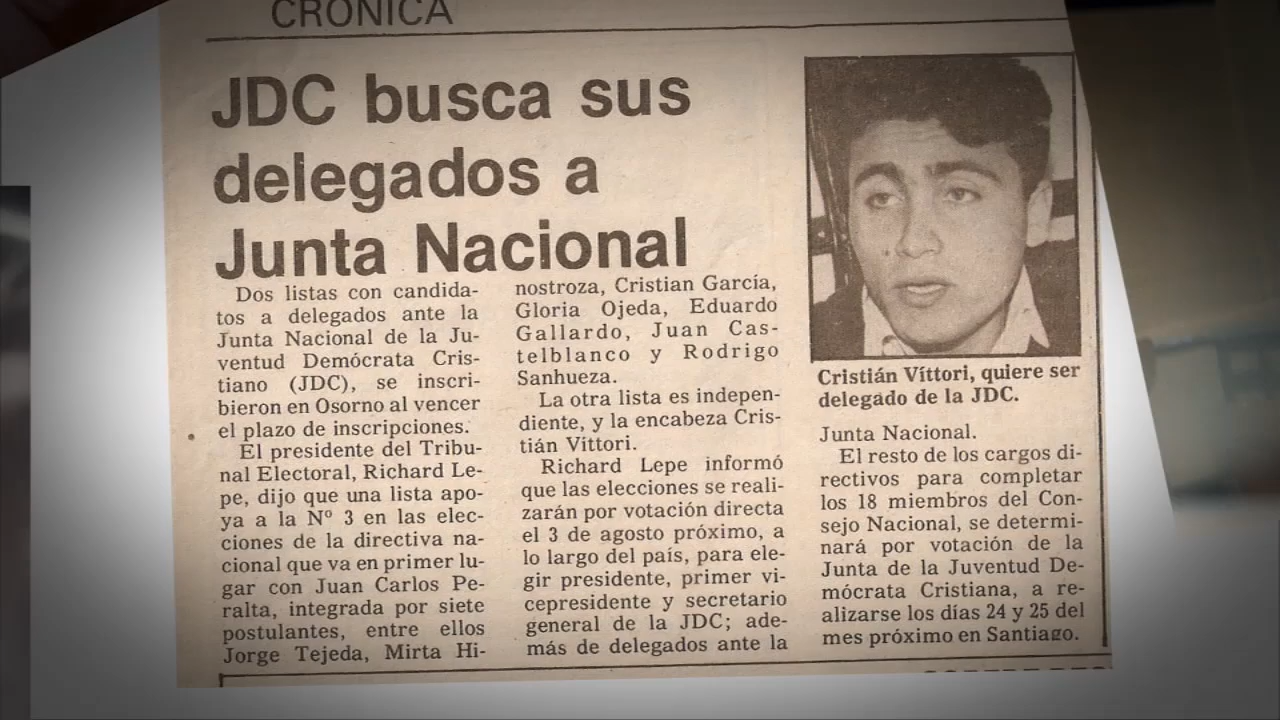 CRONICA
JDC busca sus
delegados a
Junta Nacional
Dos listas con candida-
tos a delegados ante la
Junta Nacional de la Ju-
ventud Demócrata Cris-
tiano (JDC), se inscri-
bieron en Osorno al vencer
el plazo de inscripciones.
El presidente del Tribu-
nal Electoral, Richard Le-
pe, dijo que una lista apo-
ya a la Nº 3 en las elec-
ciones de la directiva na-
cional que va en primer lu-
gar con Juan Carlos Pe-
ralta, integrada por siete
postulantes, entre ellos
Jorge Tejeda, Mirta Hi-
nostroza, Cristian García,
Gloria Ojeda, Eduardo
Gallardo, Juan Cas-
telblanco y Rodrigo
Sanhueza.
La otra lista es indepen-
diente, y la encabeza Cris-
tián Víttori.
Richard Lepe informó
que las elecciones se reali-
zarán por votación directa
el 3 de agosto próximo, a
lo largo del país, para ele-
gir presidente, primer vi-
cepresidente y secretario
general de la JDC; ade-
más de delegados ante la
Cristián Víttori, quiere ser
delegado de la JDC.
Junta Nacional.
El resto de los cargos di-
rectivos para completar
los 18 miembros del Con-
sejo Nacional, se determi-
nará por votación de la
Junta de la Juventud De-
mócrata Cristiana, a re-
alizarse los días 24 y 25 del
mes próximo en Santiago.